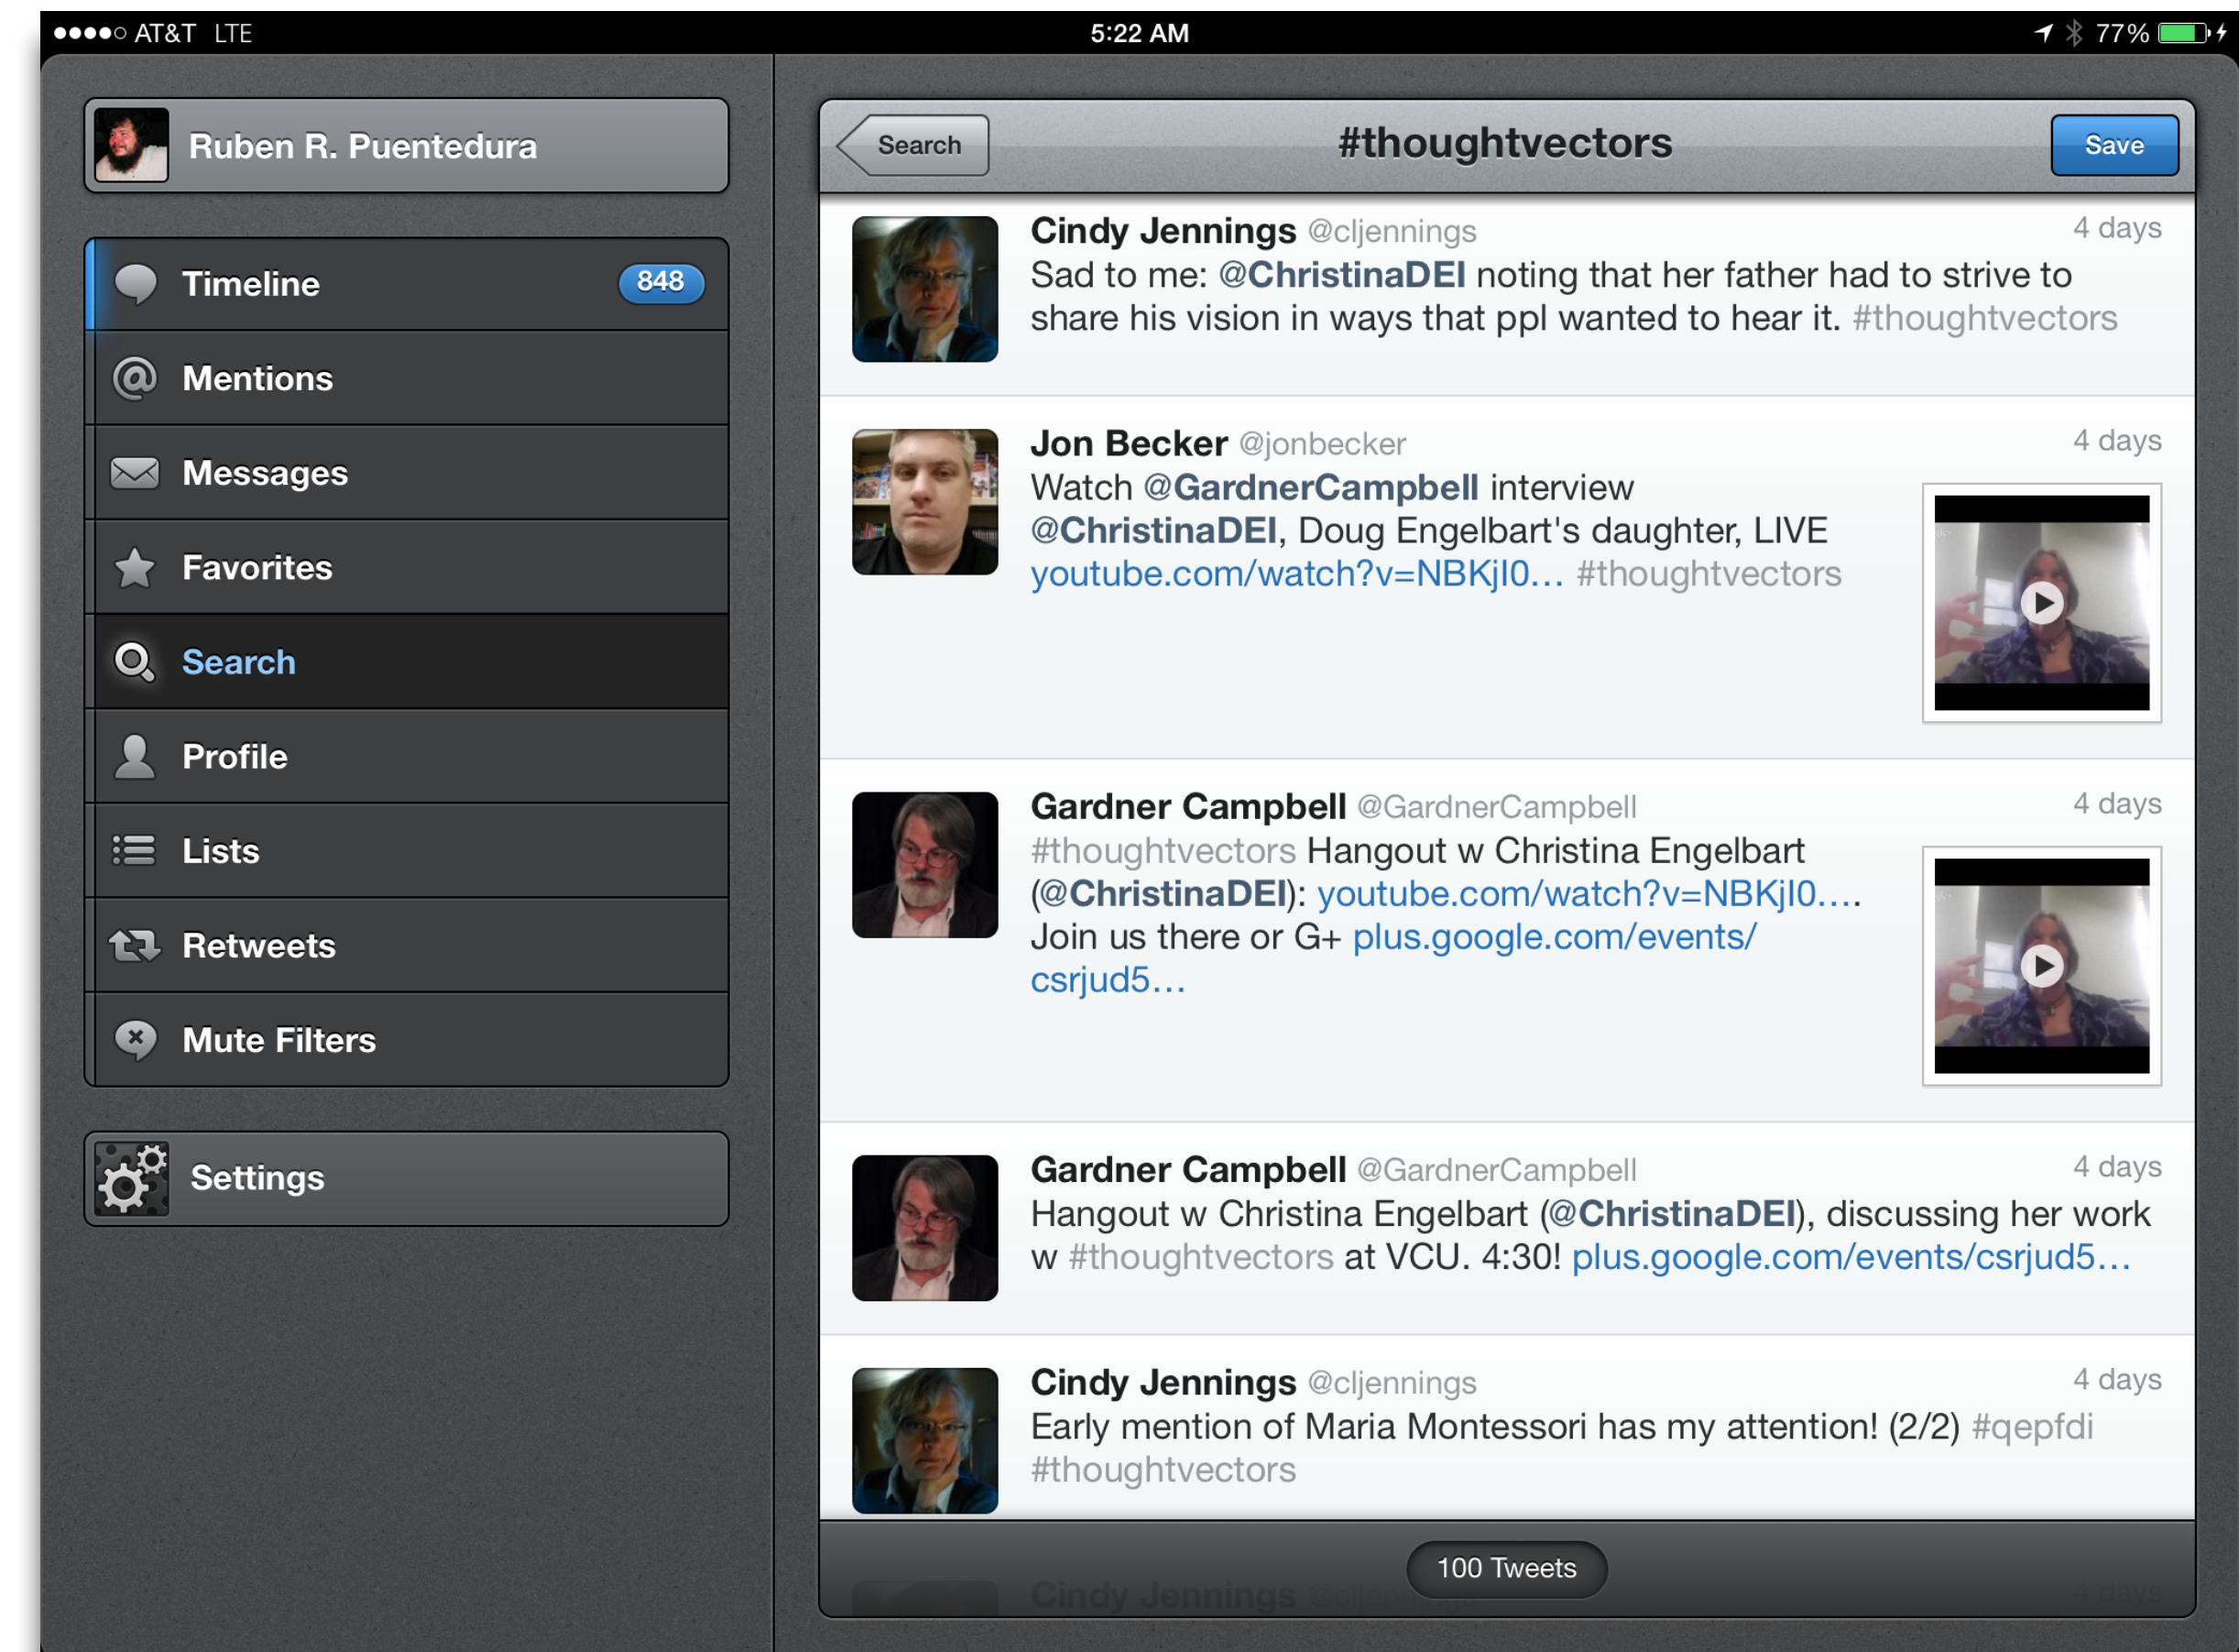 AT&T LTE
5:22 AM
77%
Ruben R. Puentedura
Timeline
848
Mentions
Messages
Favorites
Search
Profile
Lists
Retweets
Mute Filters
Settings
Search
#thoughtvectors
Save
Cindy Jennings @cljennings
4 days
Sad to me: @ChristinaDEI noting that her father had to strive to
share his vision in ways that ppl wanted to hear it. #thoughtvectors
Jon Becker @jonbecker
4 days
Watch @GardnerCampbell interview
@ChristinaDEI, Doug Engelbart's daughter, LIVE
youtube.com/watch?v=NBKjI0… #thoughtvectors
Gardner Campbell @GardnerCampbell
4 days
#thoughtvectors Hangout w Christina Engelbart
(@ChristinaDEI): youtube.com/watch?v=NBKjI0….
Join us there or G+ plus.google.com/events/
csrjud5…
Gardner Campbell @GardnerCampbell
4 days
Hangout w Christina Engelbart (@ChristinaDEI), discussing her work
w #thoughtvectors at VCU. 4:30! plus.google.com/events/csrjud5…
Cindy Jennings @cljennings
4 days
Early mention of Maria Montessori has my attention! (2/2) #qepfdi
#thoughtvectors
100 Tweets
Cindy Jennings @cljennings
4 days